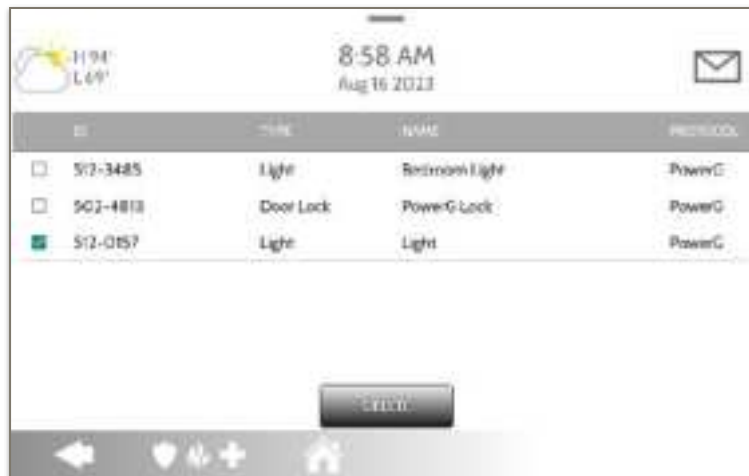 H 94°
L 69°
8:58 AM
Aug 16 2023
ID TYPE NAME PROTOCOL
512-3485 Light Bedroom Light PowerG
502-4813 Door Lock PowerG Lock PowerG
512-0157 Light Light PowerG